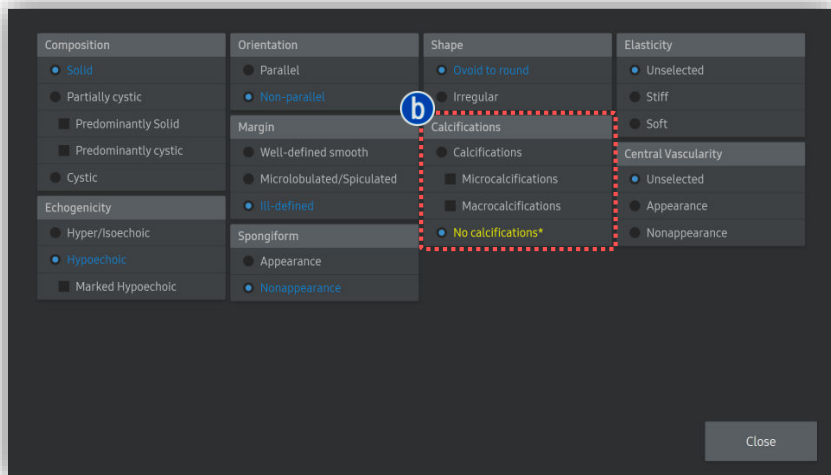 Composition
Solid
Partially cystic
Predominantly Solid
Predominantly cystic
Cystic
Echogenicity
Hyper/Isoechoic
Hypoechoic
Marked Hypoechoic
Orientation
Parallel
Non-parallel
Margin
Well-defined smooth
Microlobulated/Spiculated
Ill-defined
Spongiform
Appearance
Nonappearance
Shape
Ovoid to round
Irregular
b
Calcifications
Calcifications
Microcalcifications
Macrocalcifications
No calcifications*
Elasticity
Unselected
Stiff
Soft
Central Vascularity
Unselected
Appearance
Nonappearance
Close